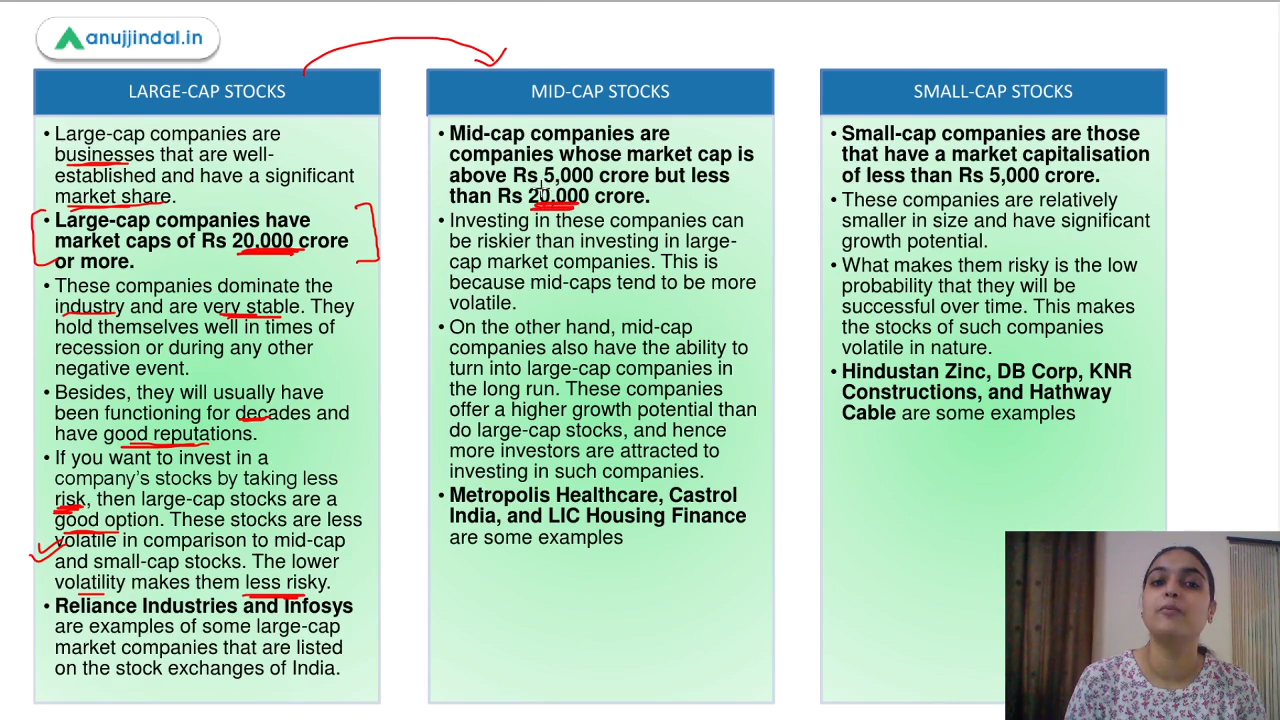 anujjindal.in
LARGE-CAP STOCKS
• Large-cap companies are
businesses that are well-
established and have a significant
market share.
• Large-cap companies have
market caps of Rs 20,000 crore
or more.
• These companies dominate the
industry and are very stable. They
hold themselves well in times of
recession or during any other
negative event.
• Besides, they will usually have
been functioning for decades and
have good reputations.
• If you want to invest in a
company's stocks by taking less
risk, then large-cap stocks are a
good option. These stocks are less
volatile in comparison to mid-cap
and small-cap stocks. The lower
volatility makes them less risky.
• Reliance Industries and Infosys
are examples of some large-cap
market companies that are listed
on the stock exchanges of India.
MID-CAP STOCKS
• Mid-cap companies are
companies whose market cap is
above Rs 5,000 crore but less
than Rs 20,000 crore.
• Investing in these companies can
be riskier than investing in large-
cap market companies. This is
because mid-caps tend to be more
volatile.
• On the other hand, mid-cap
companies also have the ability to
turn into large-cap companies in
the long run. These companies
offer a higher growth potential than
do large-cap stocks, and hence
more investors are attracted to
investing in such companies.
• Metropolis Healthcare, Castrol
India, and LIC Housing Finance
are some examples
SMALL-CAP STOCKS
• Small-cap companies are those
that have a market capitalisation
of less than Rs 5,000 crore.
• These companies are relatively
smaller in size and have significant
growth potential.
• What makes them risky is the low
probability that they will be
successful over time. This makes
the stocks of such companies
volatile in nature.
• Hindustan Zinc, DB Corp, KNR
Constructions, and Hathway
Cable are some examples